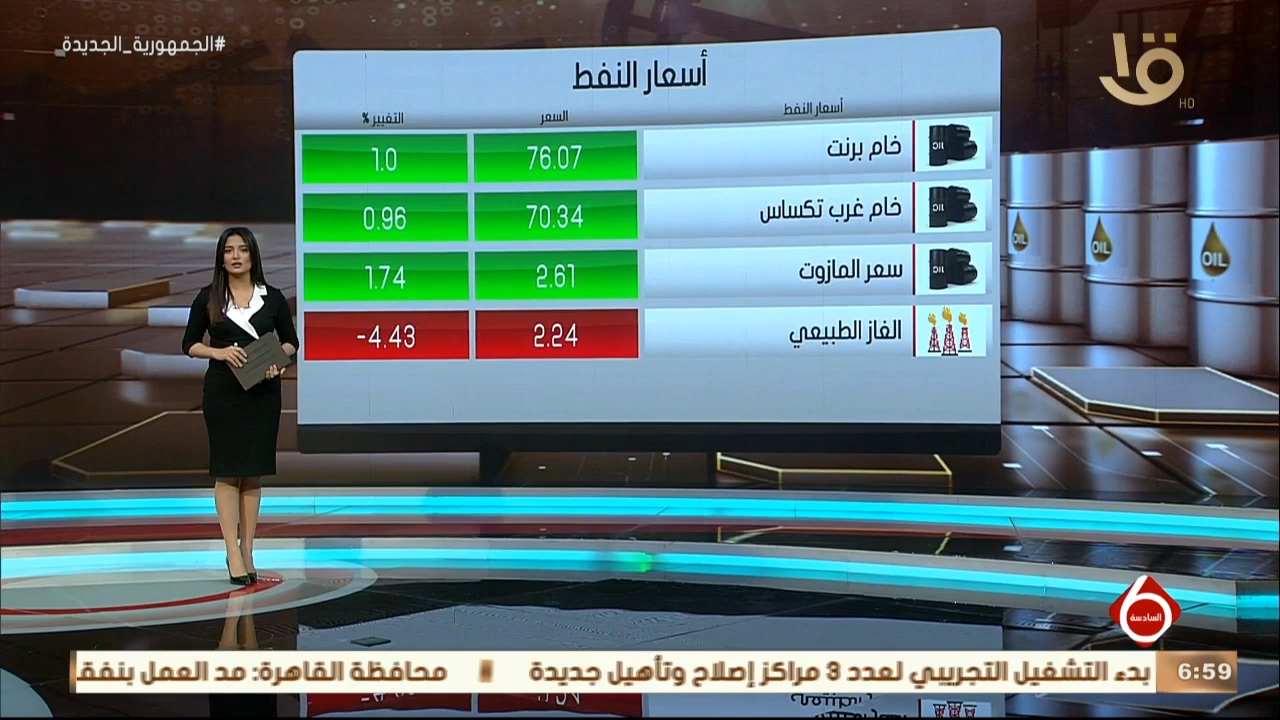 #الجمهورية_الجديدة
HD
أسعار النفط
أسعار النفط السعر التغيير %
خام برنت 76.07 1.0
خام غرب تكساس 70.34 0.96
سعر المازوت 2.61 1.74
الغاز الطبيعي 2.24 -4.43
OIL
OIL
OIL
OIL
OIL
OIL
6
السادسة
6:59 بدء التشغيل التجريبي لعدد 3 مراكز إصلاح وتأهيل جديدة محافظة القاهرة: مد العمل بنفق